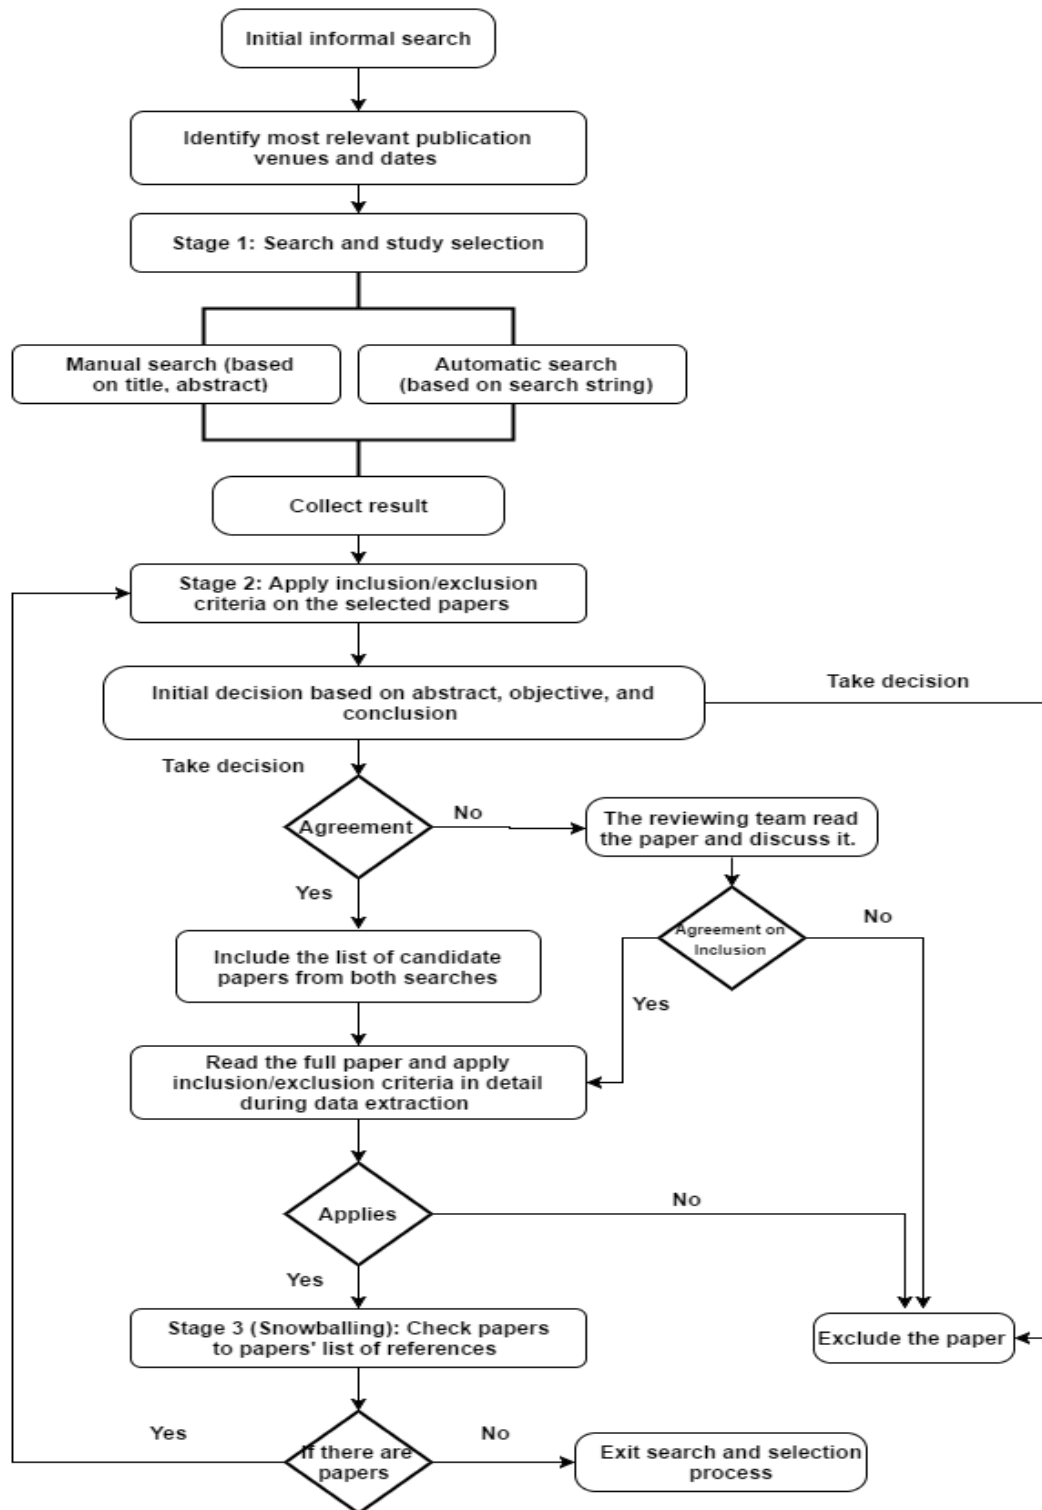 Initial informal search
Identify most relevant publication
venues and dates
Stage 1: Search and study selection
Manual search (based
on title, abstract)
Automatic search
(based on search string)
Collect result
Stage 2: Apply inclusion/exclusion
criteria on the selected papers
Initial decision based on abstract, objective, and
conclusion
Take decision
Take decision
Agreement
No
The reviewing team read
the paper and discuss it.
Yes
Agreement on
Inclusion
No
Yes
Include the list of candidate
papers from both searches
Read the full paper and apply
inclusion/exclusion criteria in detail
during data extraction
Applies
No
Yes
Stage 3 (Snowballing): Check papers
to papers' list of references
Exclude the paper
Yes
If there are
papers
No
Exit search and selection
process